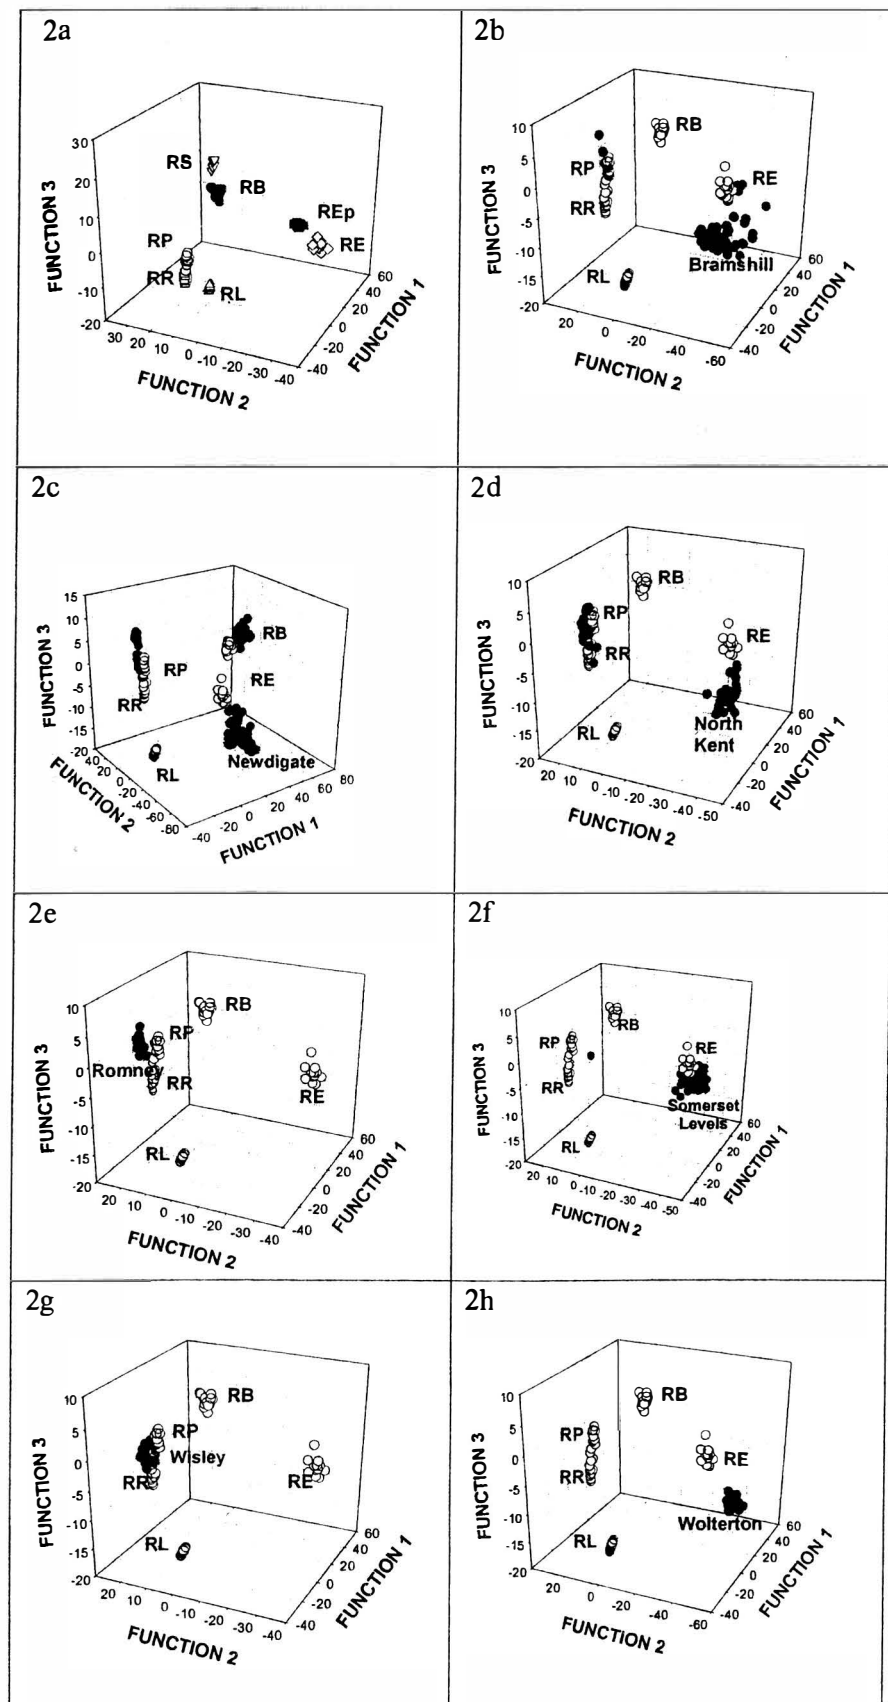 2a
30
20
10
0
-10
-20
FUNCTION 3
RS
RB
REp
RE
RP
RR
RL
30
20
10
0
-10
-20
-30
-40
FUNCTION 2
60
40
20
0
-20
-40
FUNCTION 1
2b
10
5
0
-5
-10
-15
-20
FUNCTION 3
RB
RP
RE
RR
Bramshill
RL
20
0
-20
-40
-60
FUNCTION 2
60
40
20
0
-20
-40
FUNCTION 1
2c
15
10
5
0
-5
-10
-15
-20
FUNCTION 3
RB
RP
RE
RR
Newdigate
RL
40
20
0
-20
-40
-60
-80
FUNCTION 2
-40
-20
0
20
40
60
80
FUNCTION 1
2d
10
5
0
-5
-10
-15
-20
FUNCTION 3
RB
RP
RE
RR
North
Kent
RL
20
10
0
-10
-20
-30
-40
-50
FUNCTION 2
60
40
20
0
-20
-40
FUNCTION 1
2e
10
5
0
-5
-10
-15
-20
FUNCTION 3
RB
RP
Romney
RR
RE
RL
20
10
0
-10
-20
-30
-40
FUNCTION 2
60
40
20
0
-20
-40
FUNCTION 1
2f
10
5
0
-5
-10
-15
-20
FUNCTION 3
RB
RP
RE
RR
Somerset
Levels
RL
20
10
0
-10
-20
-30
-40
-50
FUNCTION 2
60
40
20
0
-20
-40
FUNCTION 1
2g
10
5
0
-5
-10
-15
-20
FUNCTION 3
RB
RP
Wisley
RR
RE
RL
20
10
0
-10
-20
-30
-40
FUNCTION 2
60
40
20
0
-20
-40
FUNCTION 1
2h
10
5
0
-5
-10
-15
-20
FUNCTION 3
RB
RP
RE
RR
Wolterton
RL
20
0
-20
-40
-60
FUNCTION 2
60
40
20
0
-20
-40
FUNCTION 1